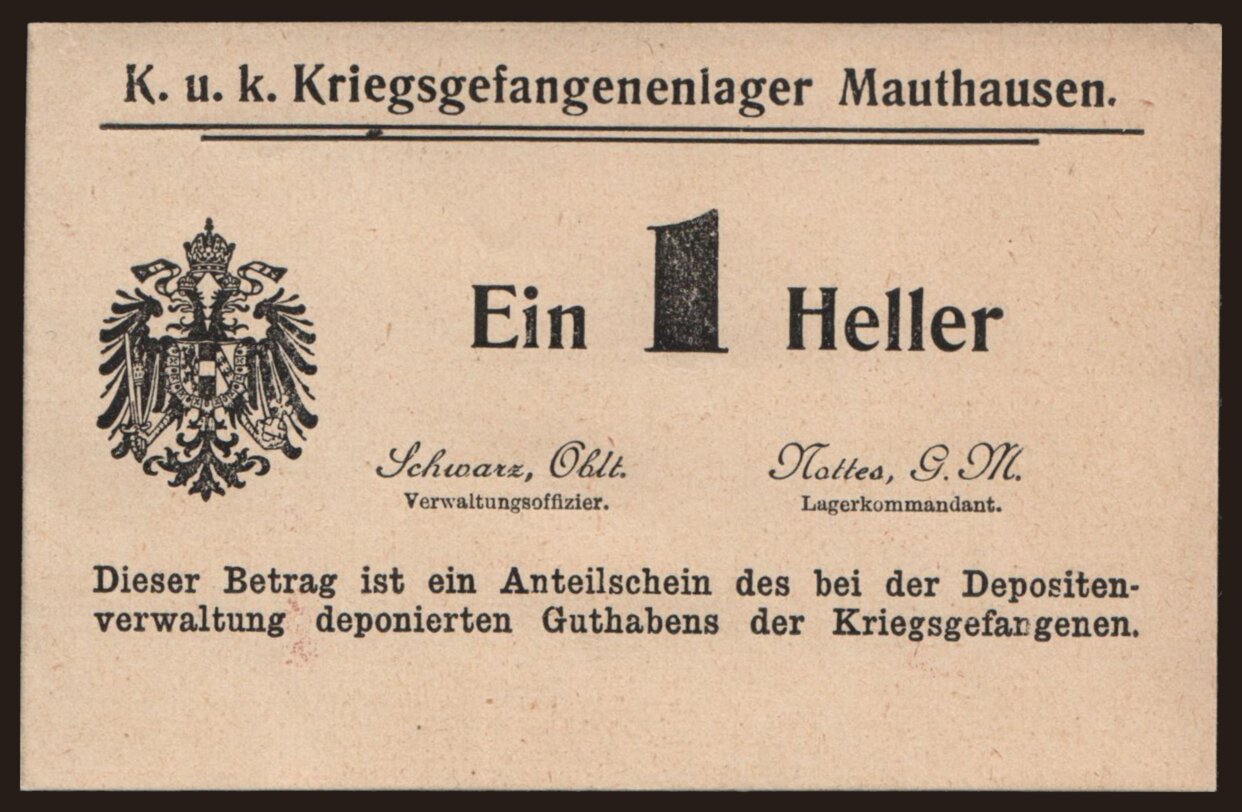 K. u. k. Kriegsgefangenenlager Mauthausen.
Ein 1 Heller
Schwarz, Oblt. Nottes, G. M.
Verwaltungsoffizier. Lagerkommandant.
Dieser Betrag ist ein Anteilschein des bei der Depositen-
verwaltung deponierten Guthabens der Kriegsgefangenen.